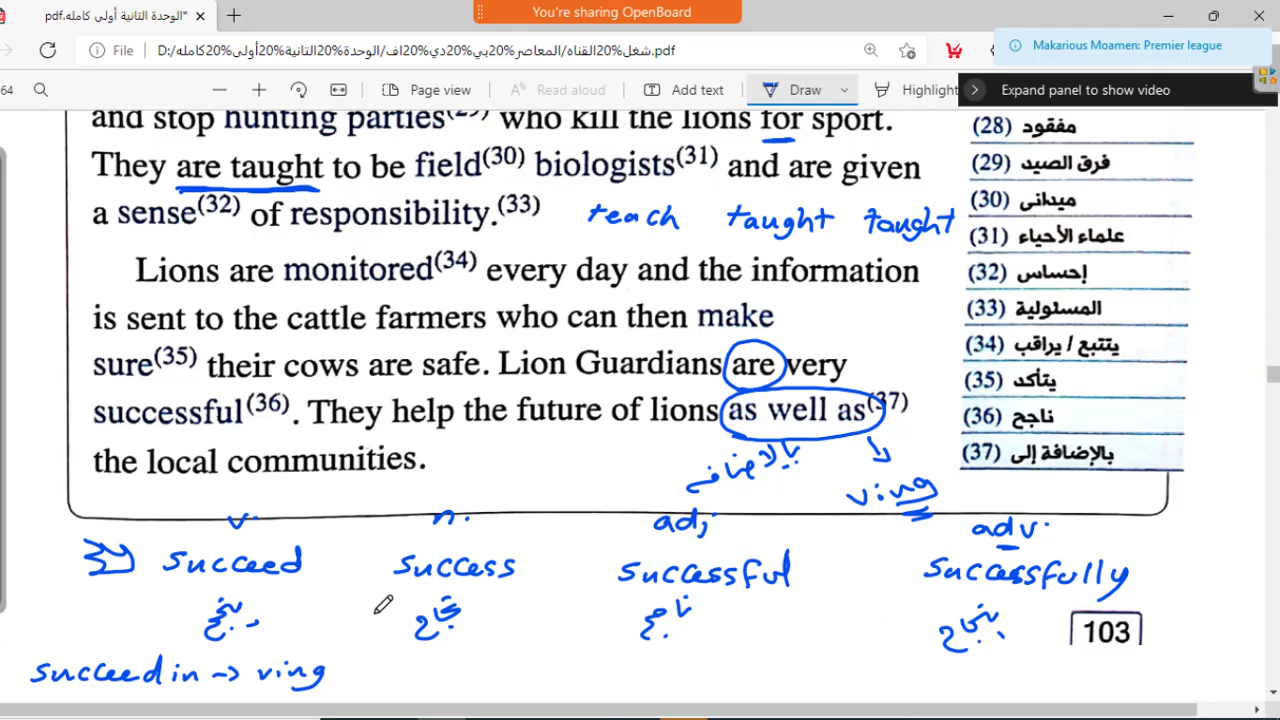 *الوحدة الثانية أولى كامله.pdf
You're sharing OpenBoard
File D:/شغل%20القناه/المعاصر%20بي%20دي%20اف/الوحدة%20الثانية%20أولى%20كامله.pdf
Makarious Moamen: Premier league
64 Page view Read aloud Add text Draw Highlight
Expand panel to show video
and stop hunting parties(29) who kill the lions for sport.
They are taught to be field(30) biologists(31) and are given
a sense(32) of responsibility.(33)
teach taught taught
Lions are monitored(34) every day and the information
is sent to the cattle farmers who can then make
sure(35) their cows are safe. Lion Guardians are very
successful(36). They help the future of lions as well as(37)
the local communities.
(28) مفقود
(29) فرق الصيد
(30) ميدانى
(31) علماء الأحياء
(32) إحساس
(33) المسئولية
(34) يتتبع / يراقب
(35) يتأكد
(36) ناجح
(37) بالإضافة إلى
ving
v. n. adj adv.
succeed success successful successfully
ينجح نجاح ناجح بنجاح
103
succeed in → ving